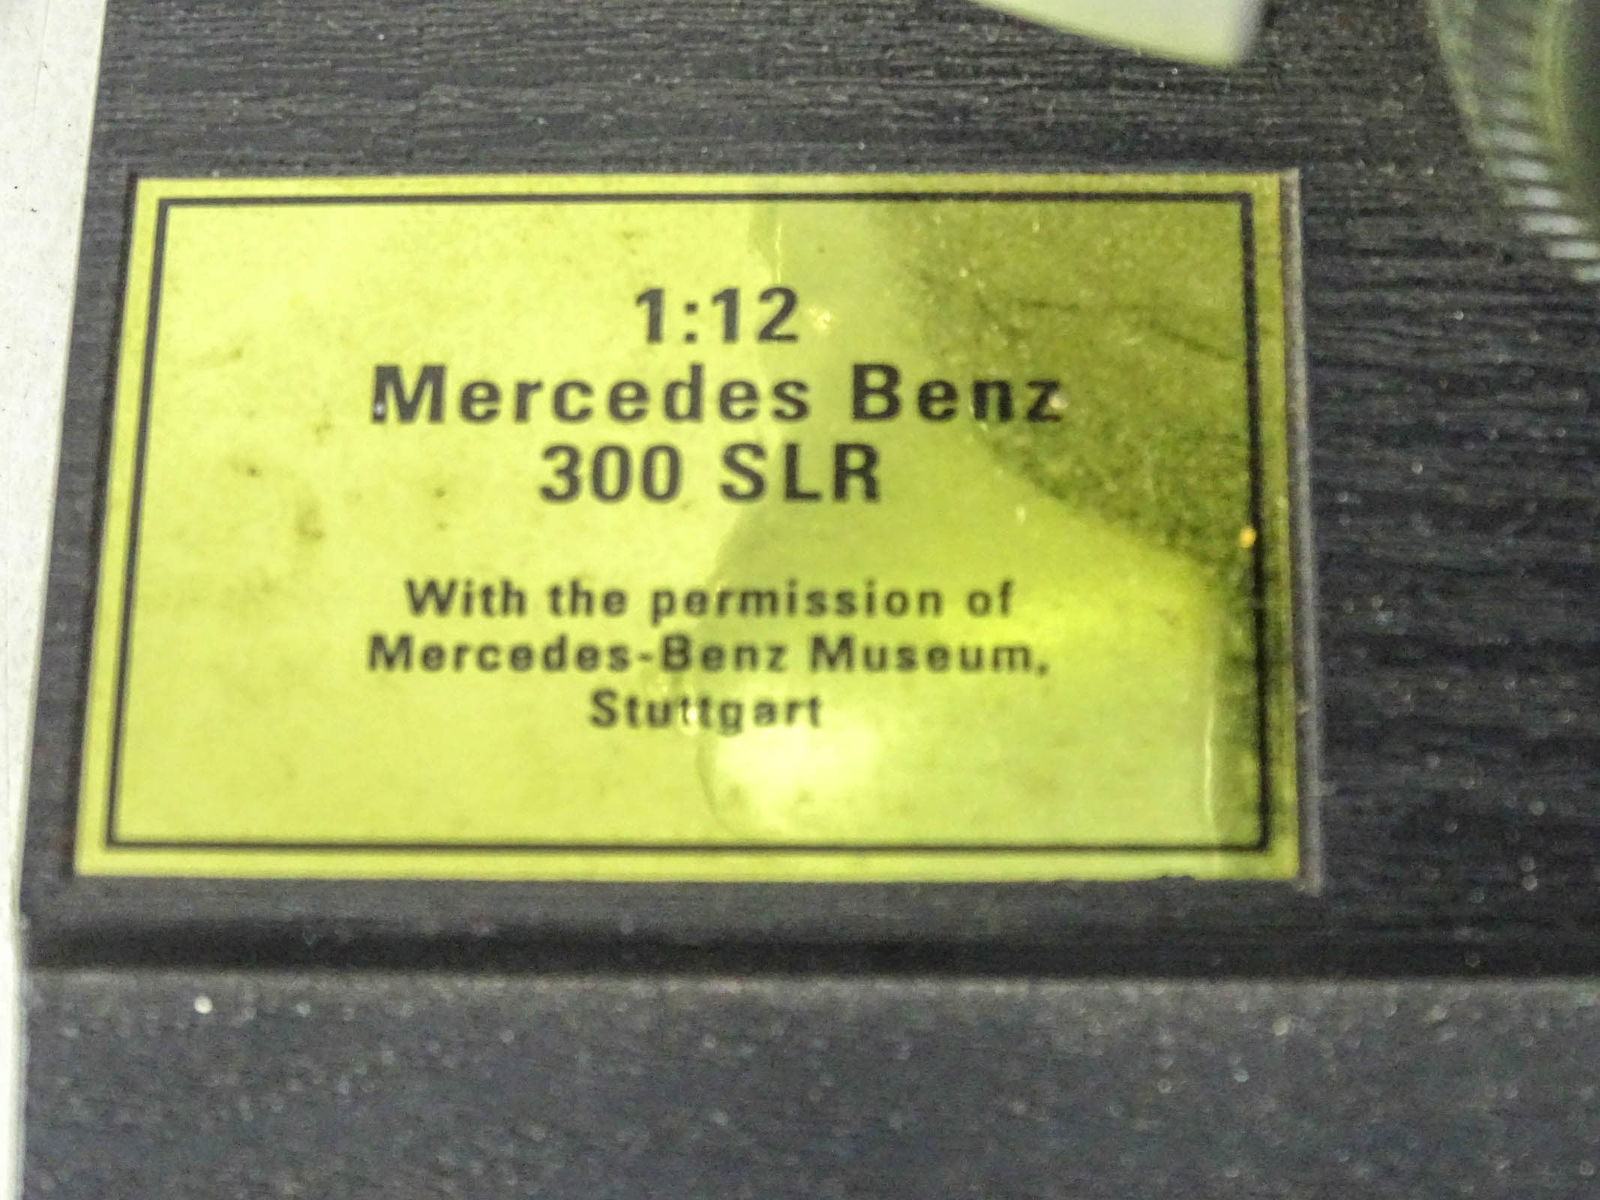 1:12
Mercedes Benz
300 SLR
With the permission of
Mercedes-Benz Museum,
Stuttgart